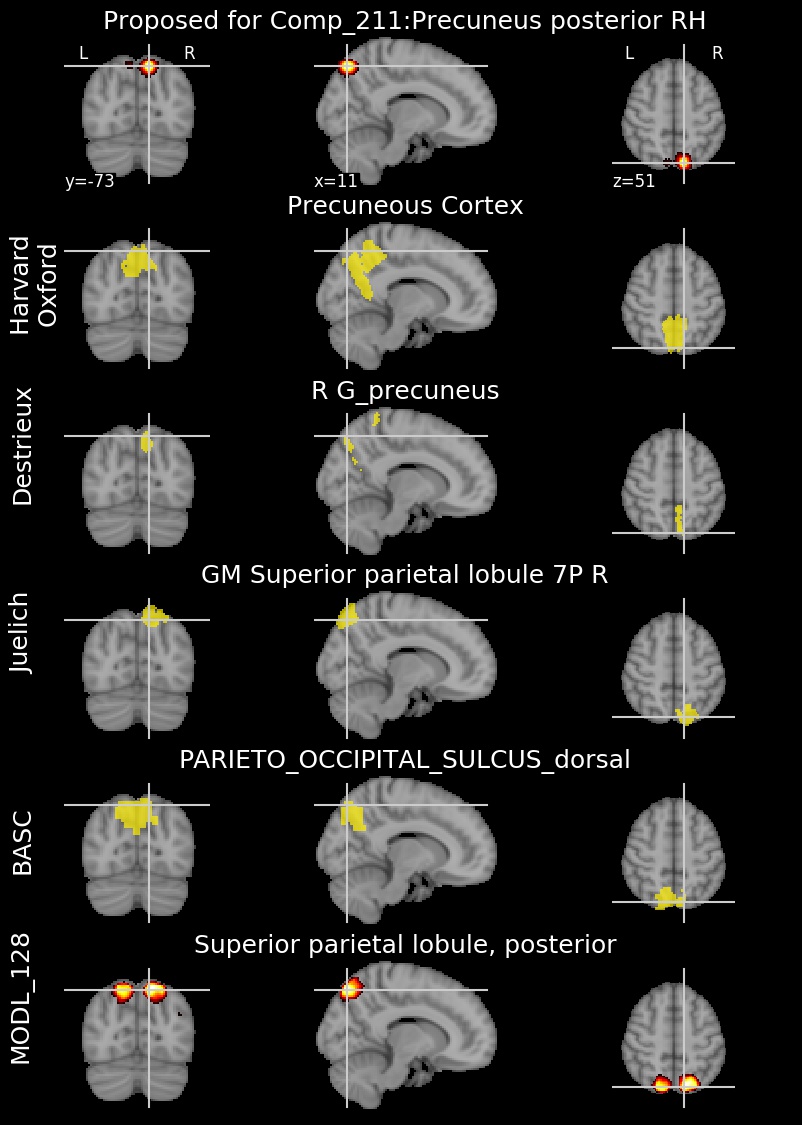 Proposed for Comp_211:Precuneus posterior RH
L R
L R
y=-73
x=11
z=51
Precuneous Cortex
Harvard
Oxford
R G_precuneus
Destrieux
GM Superior parietal lobule 7P R
Juelich
PARIETO_OCCIPITAL_SULCUS_dorsal
BASC
Superior parietal lobule, posterior
MODL_128